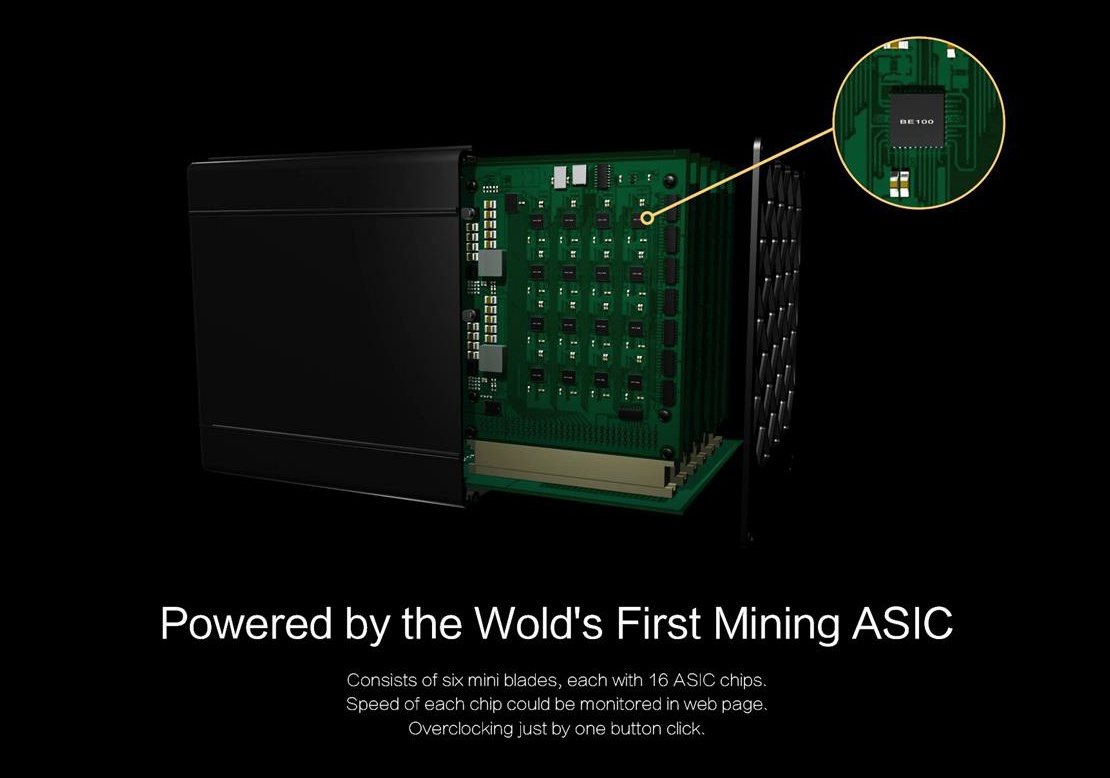 BE100
Powered by the Wold's First Mining ASIC
Consists of six mini blades, each with 16 ASIC chips.
Speed of each chip could be monitored in web page.
Overclocking just by one button click.